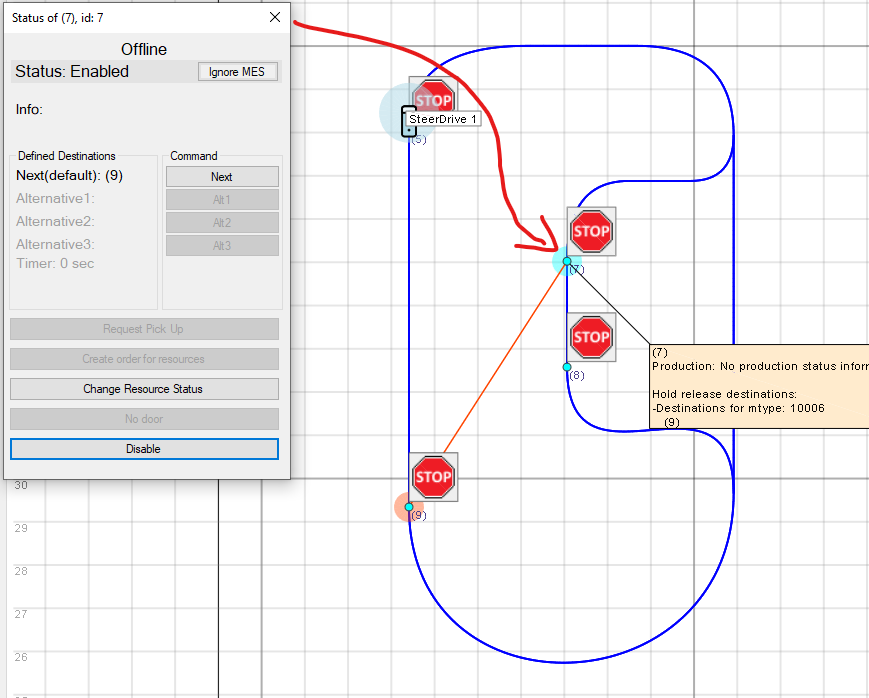 Status of (7), id: 7
Offline
Status: Enabled
Ignore MES
Info:
Defined Destinations
Next(default): (9)
Alternative1:
Alternative2:
Alternative3:
Timer: 0 sec
Command
Next
Alt1
Alt2
Alt3
Request Pick Up
Create order for resources
Change Resource Status
No door
Disable
STOP
SteerDrive 1
(5)
STOP
(7)
STOP
(8)
(7)
Production: No production status inforr
Hold release destinations:
-Destinations for mtype: 10006
(9)
STOP
(9)
30
29
28
27
26